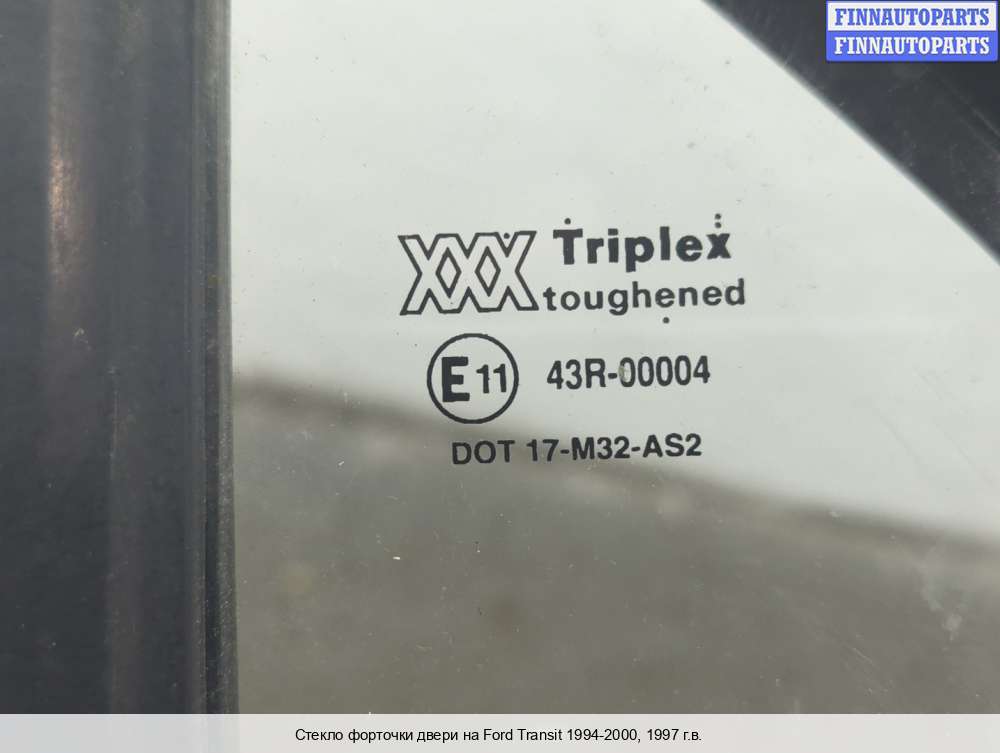 FINNAUTOPARTS
FINNAUTOPARTS
XXX Triplex
toughened
E 11 43R-00004
DOT 17-M32-AS2
Стекло форточки двери на Ford Transit 1994-2000, 1997 г.в.